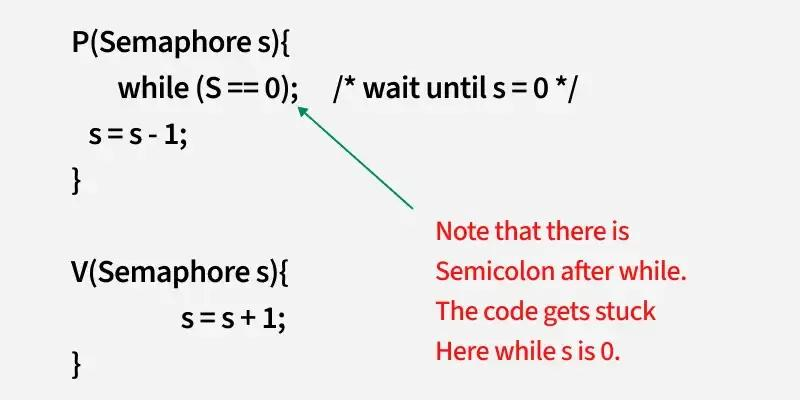 P(Semaphore s){
while (S == 0); /* wait until s = 0 */
s = s - 1;
}
V(Semaphore s){
s = s + 1;
}
Note that there is
Semicolon after while.
The code gets stuck
Here while s is 0.